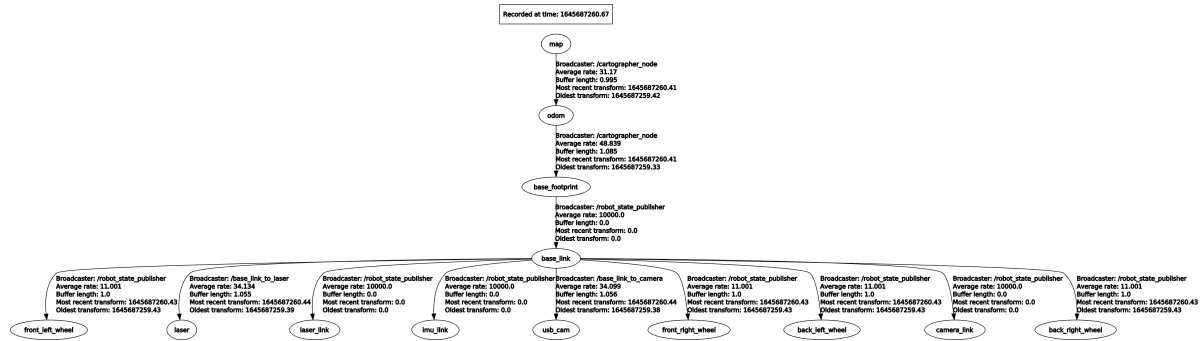 Recorded at time: 1645687260.67
map
Broadcaster: /cartographer_node
Average rate: 31.17
Buffer length: 0.995
Most recent transform: 1645687260.41
Oldest transform: 1645687259.42
odom
Broadcaster: /cartographer_node
Average rate: 48.839
Buffer length: 1.085
Most recent transform: 1645687260.41
Oldest transform: 1645687259.33
base_footprint
Broadcaster: /robot_state_publisher
Average rate: 10000.0
Buffer length: 0.0
Most recent transform: 0.0
Oldest transform: 0.0
base_link
Broadcaster: /robot_state_publisher
Average rate: 11.001
Buffer length: 1.0
Most recent transform: 1645687260.43
Oldest transform: 1645687259.43
front_left_wheel
Broadcaster: /base_link_to_laser
Average rate: 34.134
Buffer length: 1.055
Most recent transform: 1645687260.44
Oldest transform: 1645687259.39
laser
Broadcaster: /robot_state_publisher
Average rate: 10000.0
Buffer length: 0.0
Most recent transform: 0.0
Oldest transform: 0.0
laser_link
Broadcaster: /robot_state_publisher
Average rate: 10000.0
Buffer length: 0.0
Most recent transform: 0.0
Oldest transform: 0.0
imu_link
Broadcaster: /base_link_to_camera
Average rate: 34.099
Buffer length: 1.056
Most recent transform: 1645687260.44
Oldest transform: 1645687259.38
usb_cam
Broadcaster: /robot_state_publisher
Average rate: 11.001
Buffer length: 1.0
Most recent transform: 1645687260.43
Oldest transform: 1645687259.43
front_right_wheel
Broadcaster: /robot_state_publisher
Average rate: 11.001
Buffer length: 1.0
Most recent transform: 1645687260.43
Oldest transform: 1645687259.43
back_left_wheel
Broadcaster: /robot_state_publisher
Average rate: 10000.0
Buffer length: 0.0
Most recent transform: 0.0
Oldest transform: 0.0
camera_link
Broadcaster: /robot_state_publisher
Average rate: 11.001
Buffer length: 1.0
Most recent transform: 1645687260.43
Oldest transform: 1645687259.43
back_right_wheel